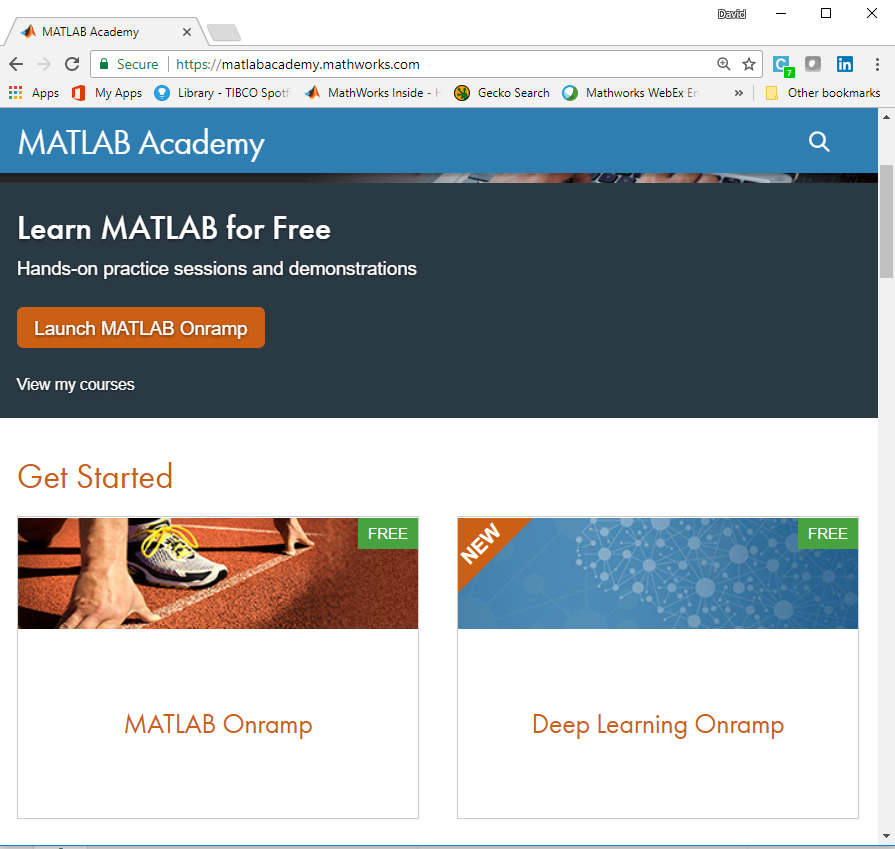 David
MATLAB Academy
Secure
https://matlabacademy.mathworks.com
7
Apps
My Apps
Library - TIBCO Spotf
MathWorks Inside - H
Gecko Search
Mathworks WebEx En
»
Other bookmarks
MATLAB Academy
Learn MATLAB for Free
Hands-on practice sessions and demonstrations
Launch MATLAB Onramp
View my courses
Get Started
FREE
NEW
FREE
MATLAB Onramp
Deep Learning Onramp